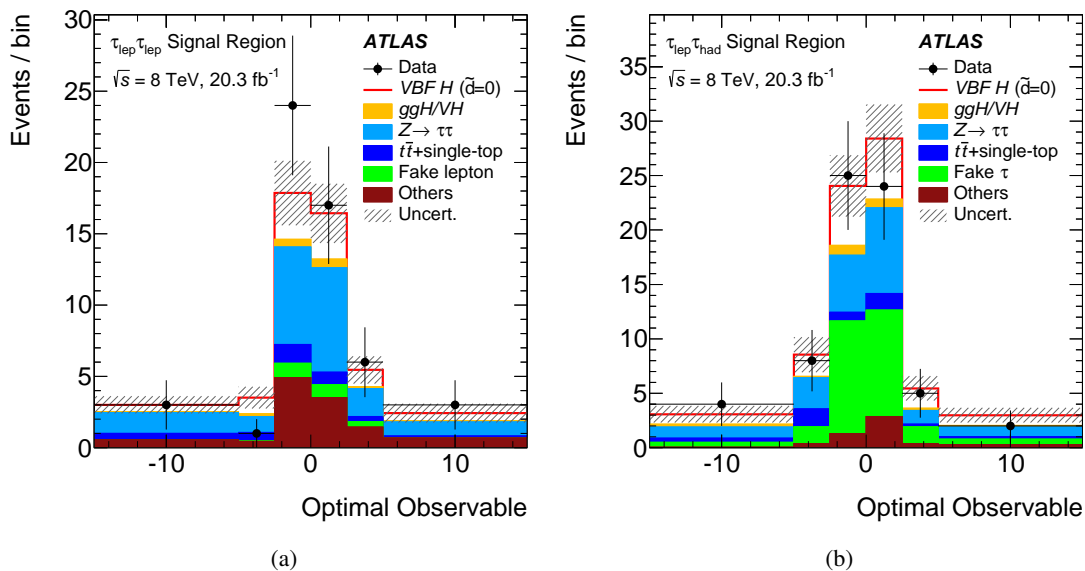 Events / bin
30
25
20
15
10
5
0
τlepτlep Signal Region
√s = 8 TeV, 20.3 fb⁻¹
ATLAS
Data
VBF H (d̃=0)
ggH/VH
Z→ ττ
tt̄+single-top
Fake lepton
Others
Uncert.
-10 0 10
Optimal Observable
(a)
Events / bin
35
30
25
20
15
10
5
0
τlepτhad Signal Region
√s = 8 TeV, 20.3 fb⁻¹
ATLAS
Data
VBF H (d̃=0)
ggH/VH
Z→ ττ
tt̄+single-top
Fake τ
Others
Uncert.
-10 0 10
Optimal Observable
(b)